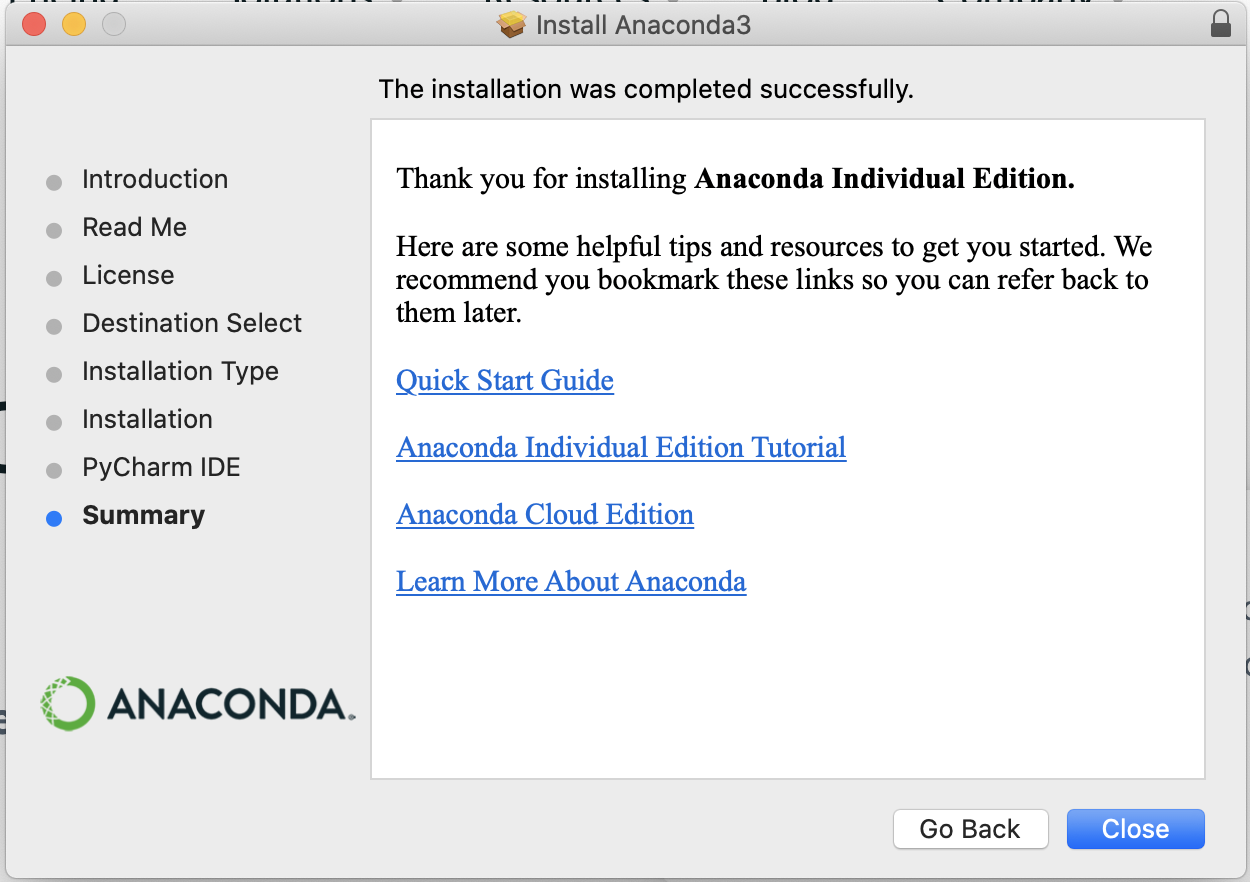 Install Anaconda3
The installation was completed successfully.
Introduction
Read Me
License
Destination Select
Installation Type
Installation
PyCharm IDE
Summary
Thank you for installing Anaconda Individual Edition.
Here are some helpful tips and resources to get you started. We
recommend you bookmark these links so you can refer back to
them later.
Quick Start Guide
Anaconda Individual Edition Tutorial
Anaconda Cloud Edition
Learn More About Anaconda
ANACONDA.
Go Back
Close